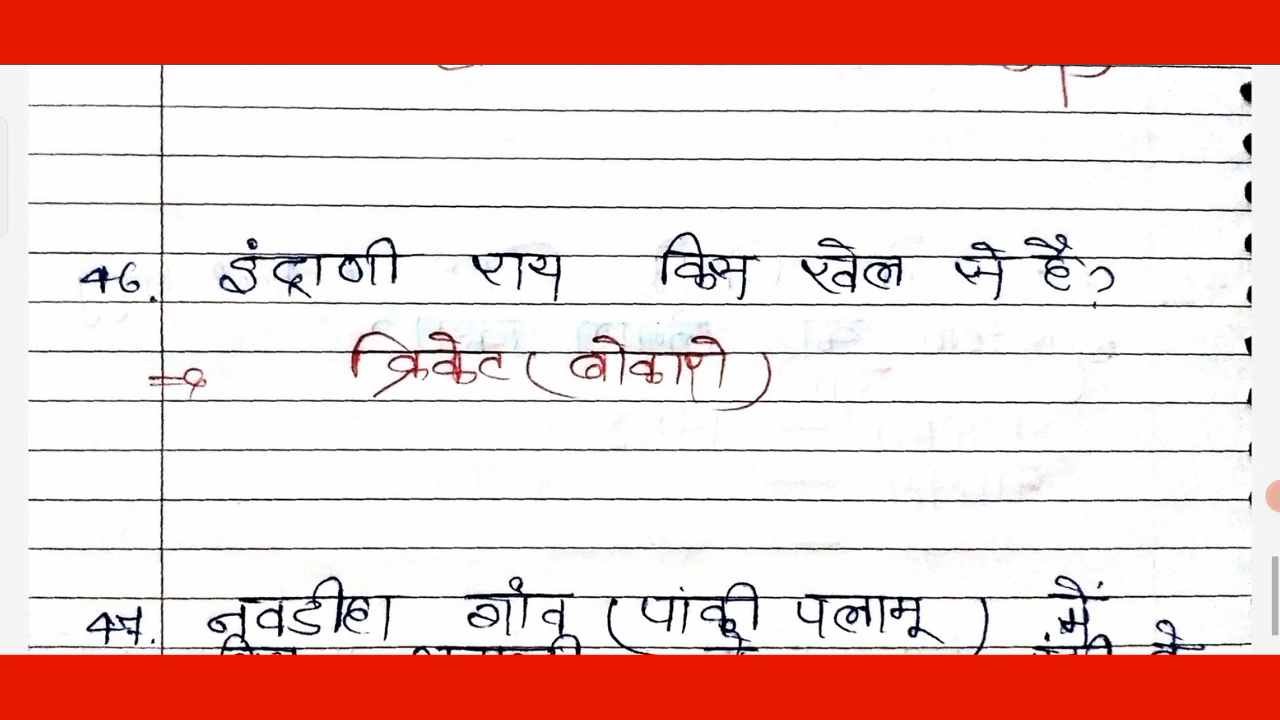 46. इंद्राणी राय किस खेल से है?
=> क्रिकेट (बोकारो)
47. नवडीहा गाँव (पांकी पलामू) में